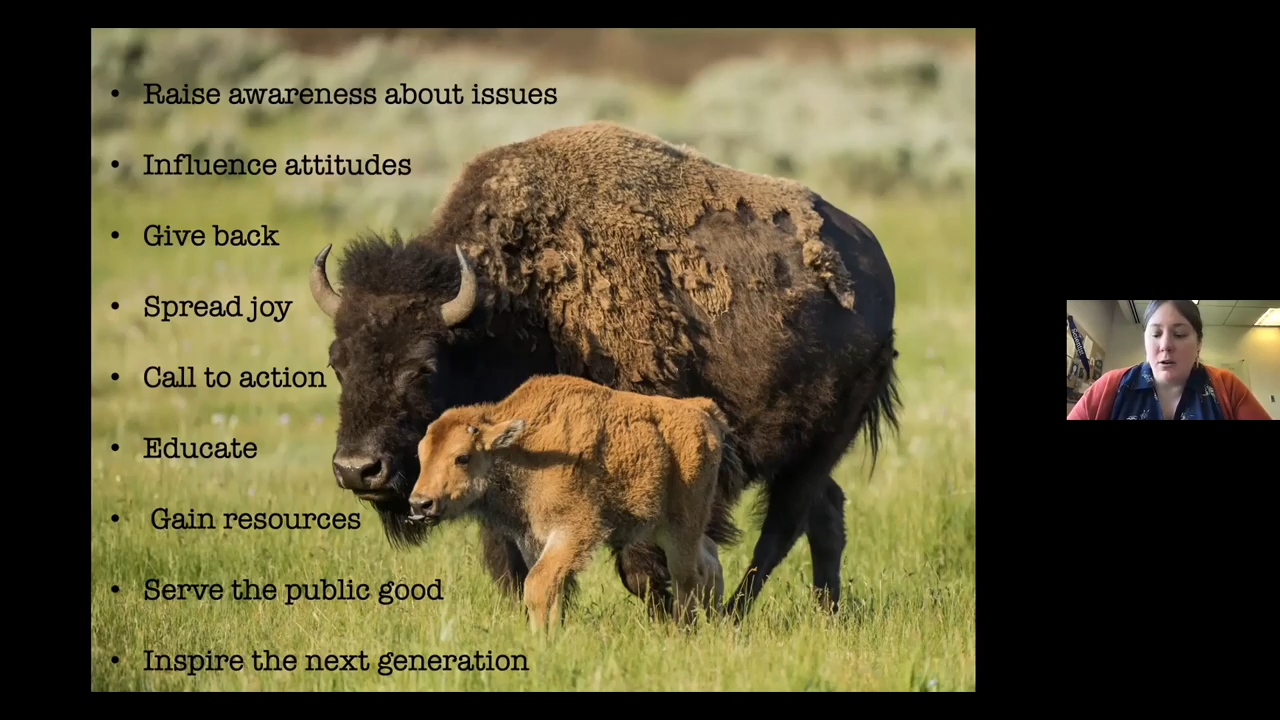 • Raise awareness about issues
• Influence attitudes
• Give back
• Spread joy
• Call to action
• Educate
• Gain resources
• Serve the public good
• Inspire the next generation